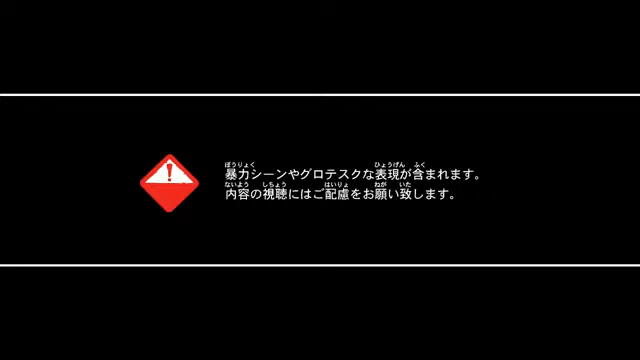 暴力シーンやグロテスクな表現が含まれます。
内容の視聴にはご配慮をお願い致します。